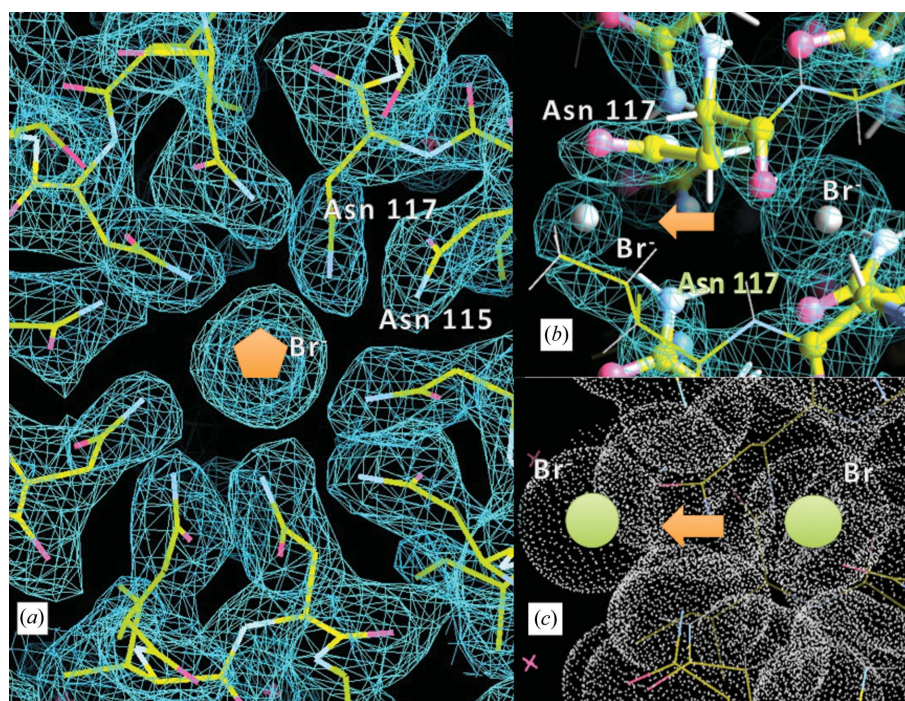 Asn 117
Br-
Asn 115
(a)
Asn 117
Br-
Br-
Asn 117
(b)
Br-
Br-
(c)